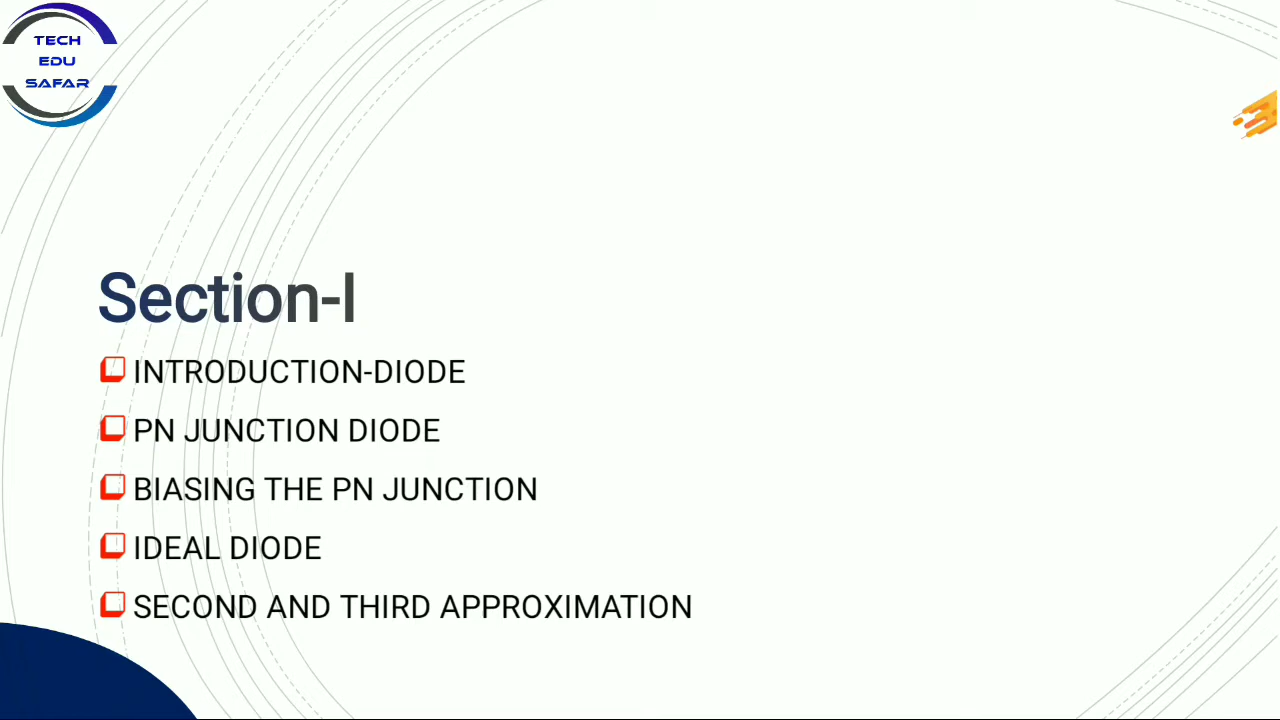 TECH
EDU
SAFAR
Section-I
INTRODUCTION-DIODE
PN JUNCTION DIODE
BIASING THE PN JUNCTION
IDEAL DIODE
SECOND AND THIRD APPROXIMATION